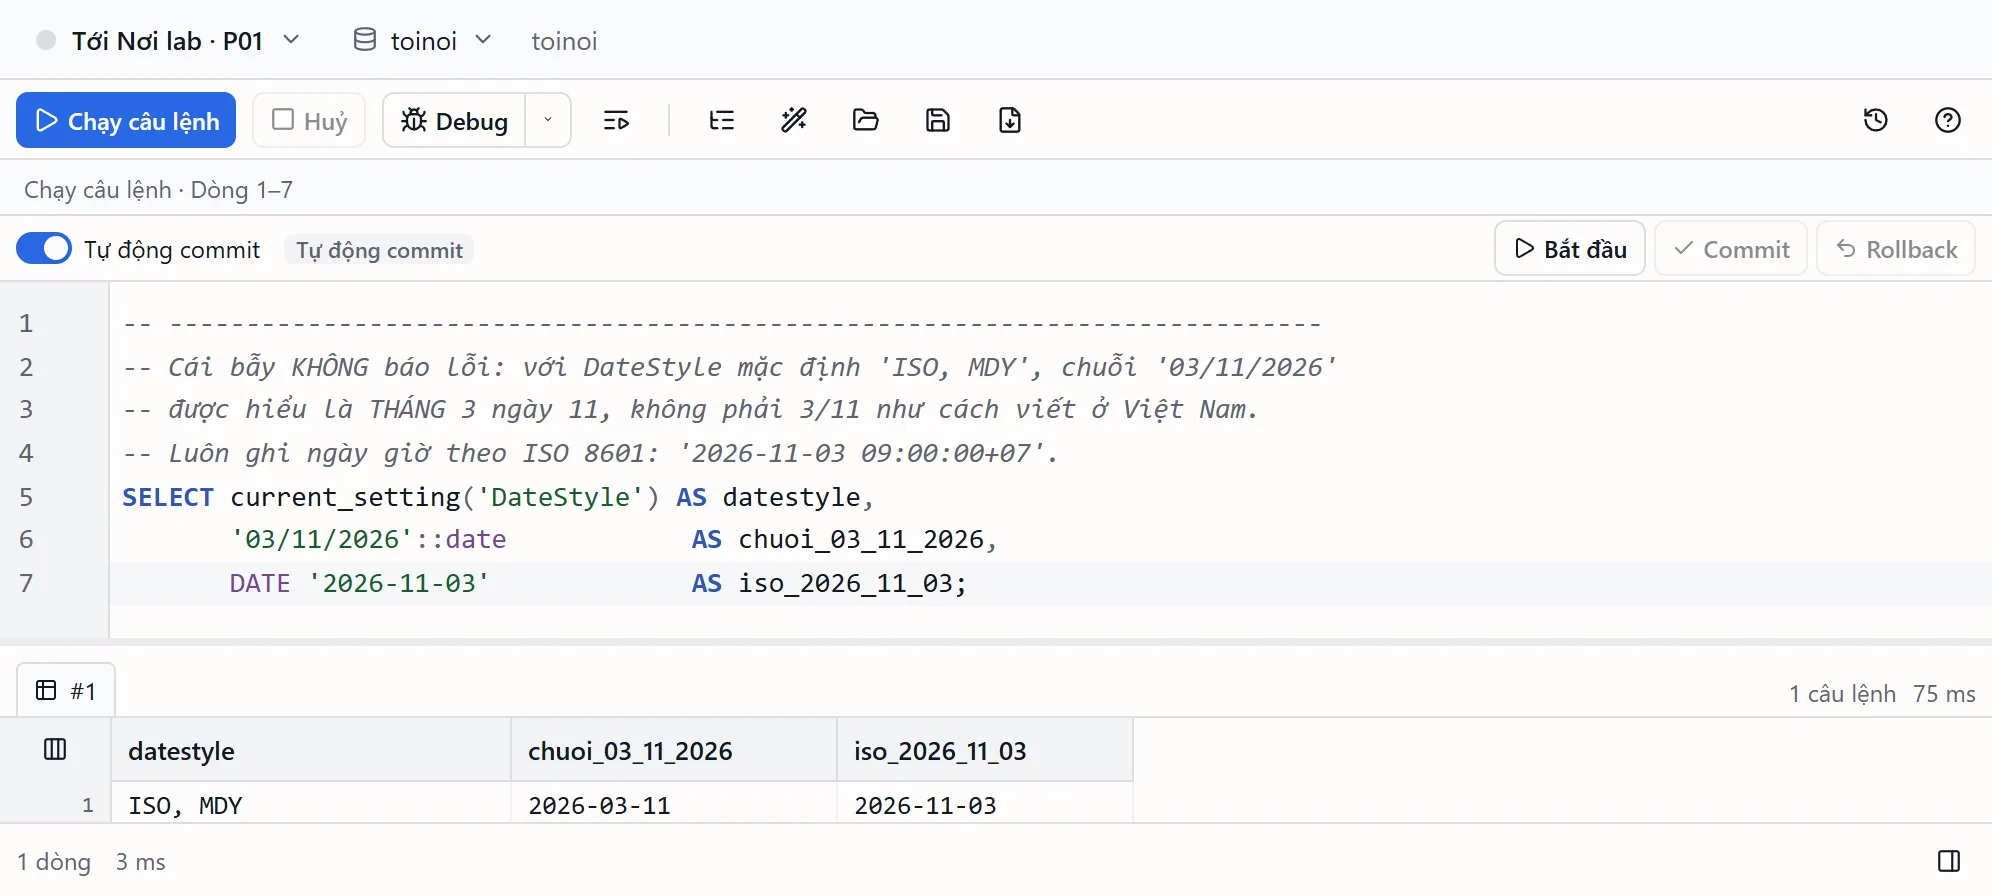 Tới Nơi lab · P01 toinoi toinoi
Chạy câu lệnh Huỷ Debug
Chạy câu lệnh · Dòng 1–7
Tự động commit Tự động commit Bắt đầu Commit Rollback
1 -- ---------------------------------------------------------------------------
2 -- Cái bẫy KHÔNG báo lỗi: với DateStyle mặc định 'ISO, MDY', chuỗi '03/11/2026'
3 -- được hiểu là THÁNG 3 ngày 11, không phải 3/11 như cách viết ở Việt Nam.
4 -- Luôn ghi ngày giờ theo ISO 8601: '2026-11-03 09:00:00+07'.
5 SELECT current_setting('DateStyle') AS datestyle,
6 '03/11/2026'::date AS chuoi_03_11_2026,
7 DATE '2026-11-03' AS iso_2026_11_03;
#1 1 câu lệnh 75 ms
datestyle chuoi_03_11_2026 iso_2026_11_03
1 ISO, MDY 2026-03-11 2026-11-03
1 dòng 3 ms